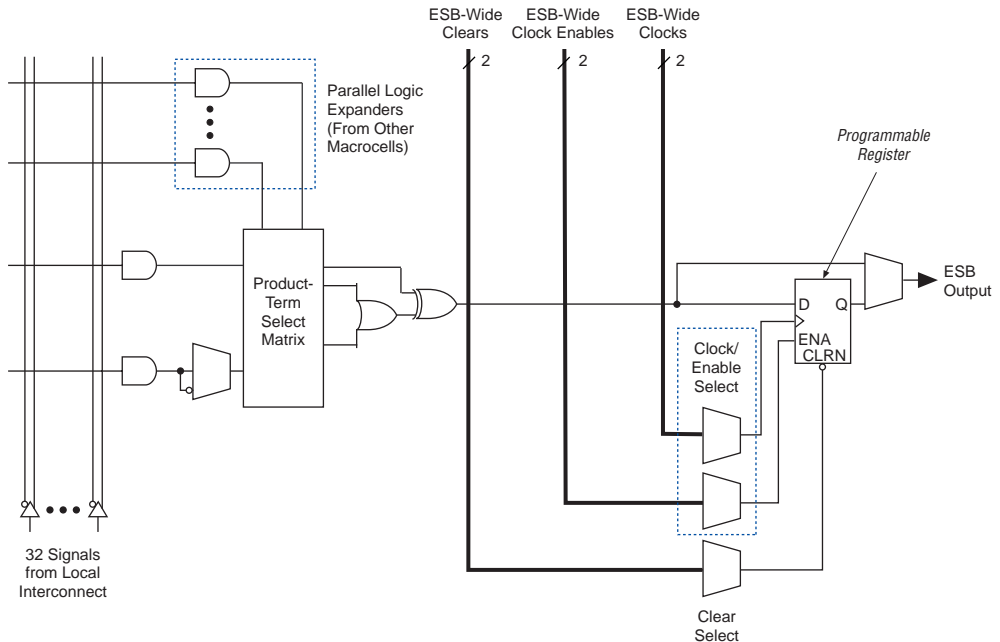 ESB-Wide
Clears
ESB-Wide
Clock Enables
ESB-Wide
Clocks
2
2
2
Parallel Logic
Expanders
(From Other
Macrocells)
Programmable
Register
Product-
Term
Select
Matrix
ESB
Output
D
Q
ENA
CLRN
Clock/
Enable
Select
32 Signals
from Local
Interconnect
Clear
Select